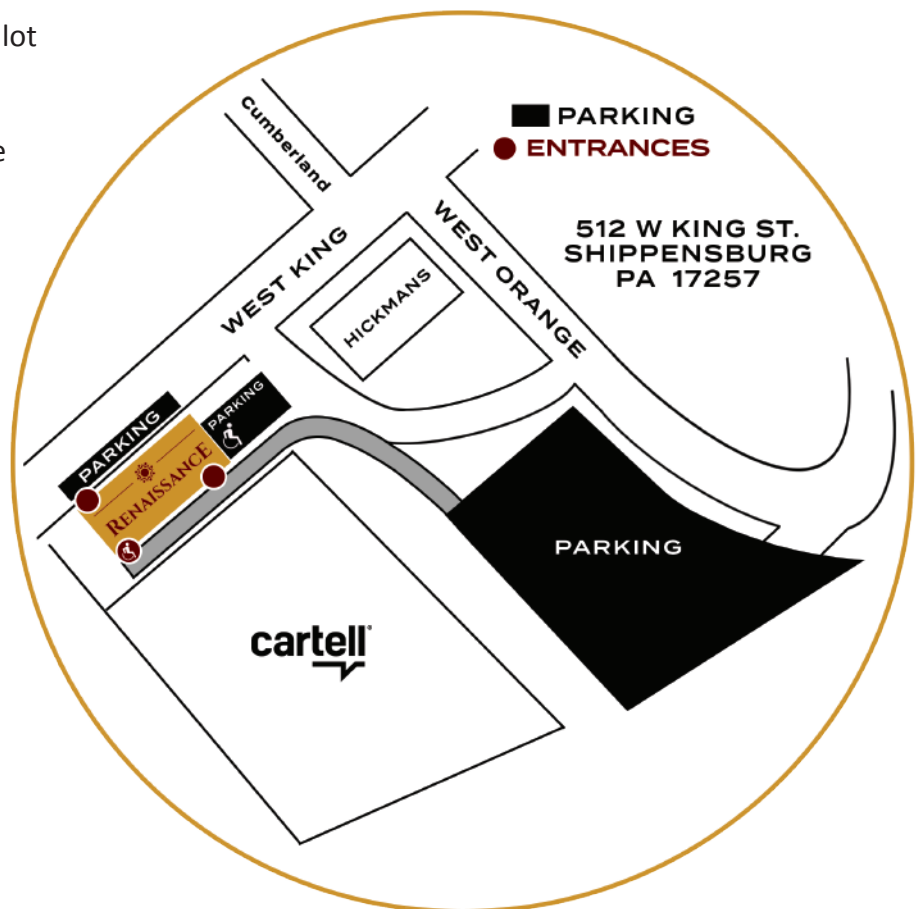 lot
e
Cumberland
PARKING
ENTRANCES
512 W KING ST.
SHIPPENSBURG
PA 17257
WEST KING
WEST ORANGE
HICKMANS
PARKING
PARKING
RENAISSANCE
PARKING
cartell®